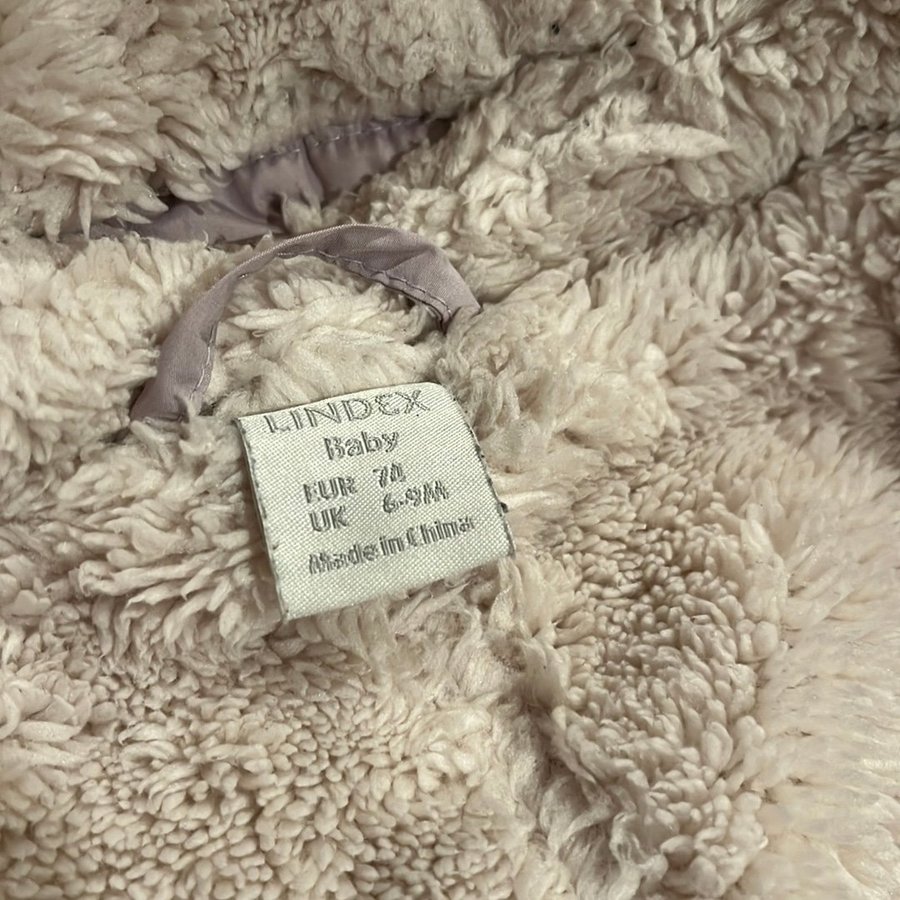 LINDEX
Baby
EUR 74
UK 6-9M
Made in China